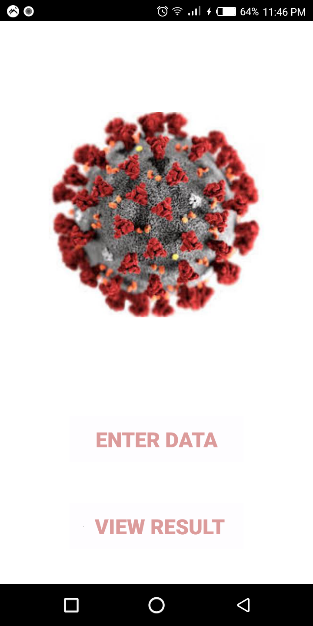 64% 11:46 PM
ENTER DATA
VIEW RESULT